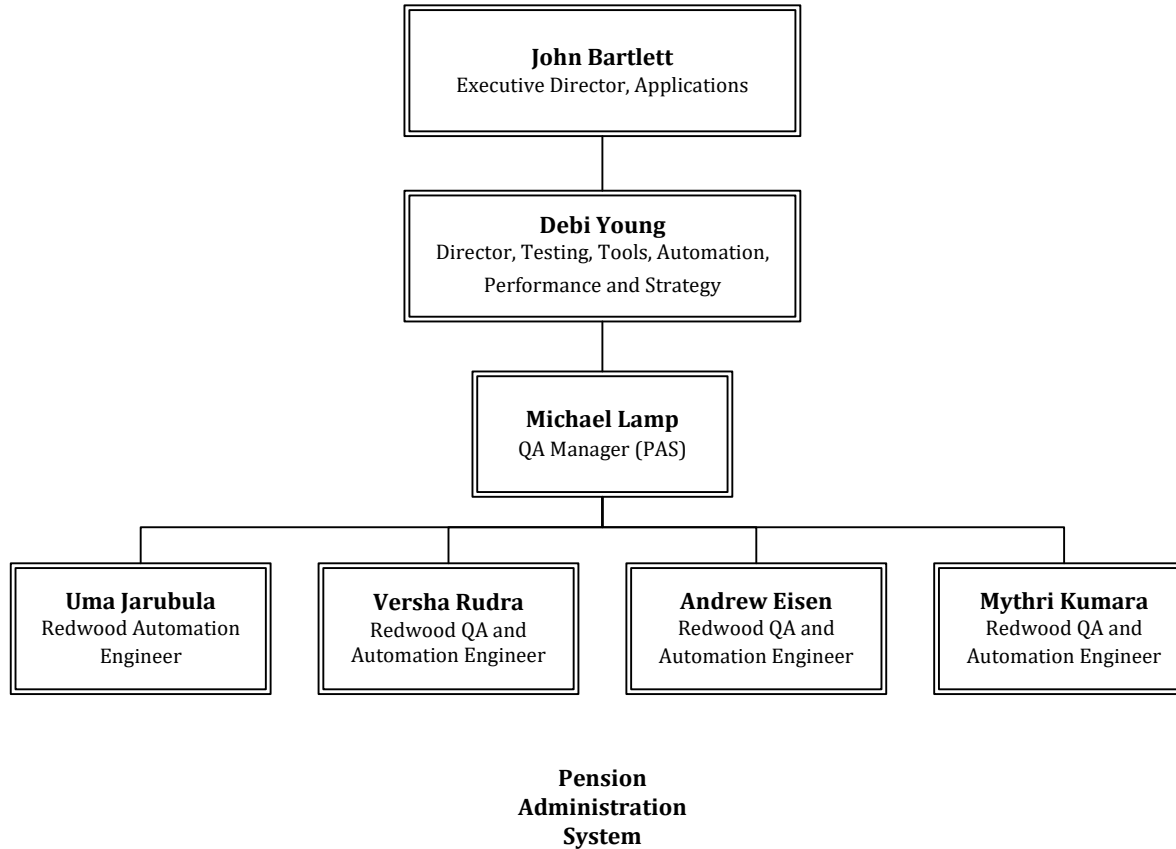 John Bartlett
Executive Director, Applications
Debi Young
Director, Testing, Tools, Automation,
Performance and Strategy
Michael Lamp
QA Manager (PAS)
Uma Jarubula
Redwood Automation
Engineer
Versha Rudra
Redwood QA and
Automation Engineer
Andrew Eisen
Redwood QA and
Automation Engineer
Mythri Kumara
Redwood QA and
Automation Engineer
Pension
Administration
System